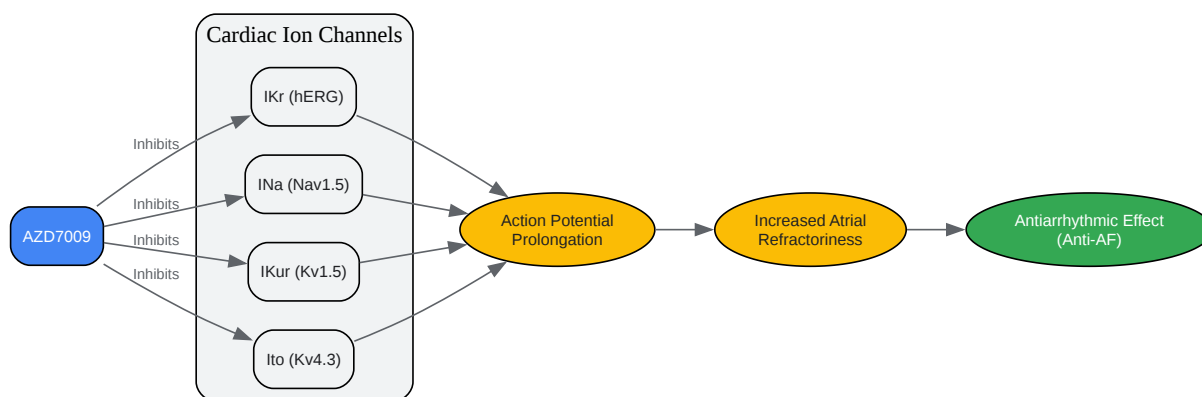 Cardiac Ion Channels
IKr (hERG)
Inhibits
INa (Nav1.5)
Inhibits
AZD7009
Inhibits
IKur (Kv1.5)
Inhibits
Ito (Kv4.3)
Action Potential
Prolongation
Increased Atrial
Refractoriness
Antiarrhythmic Effect
(Anti-AF)